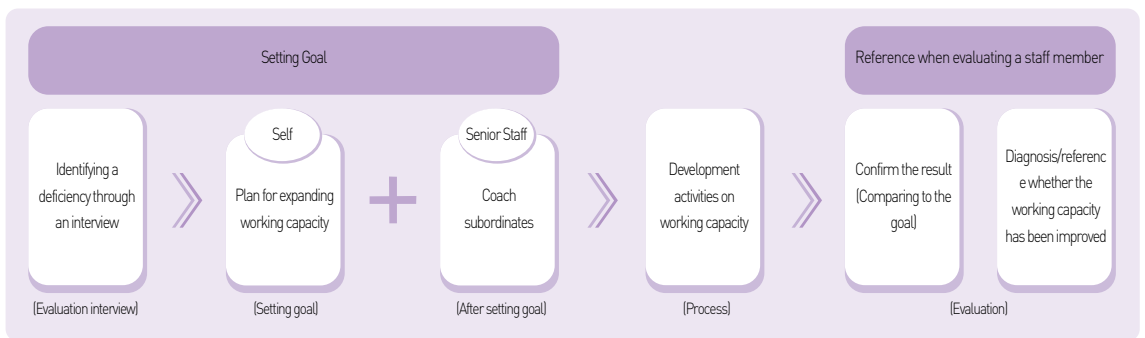 Setting Goal
Reference when evaluating a staff member
Identifying a
deficiency through
an interview
Self
Plan for expanding
working capacity
Senior Staff
Coach
subordinates
Development
activities on
working capacity
Confirm the result
(Comparing to the
goal)
Diagnosis/referenc
e whether the
working capacity
has been improved
(Evaluation interview)
(Setting goal)
(After setting goal)
(Process)
(Evaluation)